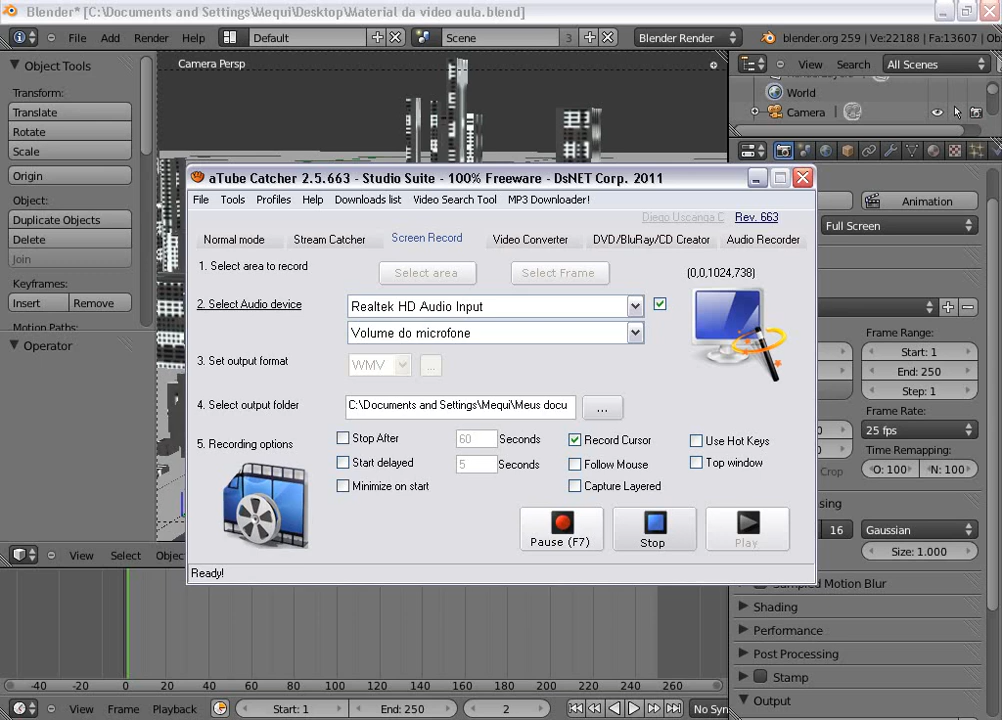 Blender* [C:\Documents and Settings\Mequi\Desktop\Material da video aula.blend]
File Add Render Help Default Scene 3 Blender Render blender.org 259 | Ve:22188 | Fa:13607 |
Object Tools
Camera Persp
View Search All Scenes
Transform:
World
Translate
Camera
Rotate
Scale
Origin
Object:
Duplicate Objects
Delete
Join
Keyframes:
Insert Remove
Motion Paths:
Operator
aTube Catcher 2.5.663 - Studio Suite - 100% Freeware - DsNET Corp. 2011
File Tools Profiles Help Downloads list Video Search Tool MP3 Downloader!
Diego Uscanga C Rev. 663
Normal mode Stream Catcher Screen Record Video Converter DVD/BluRay/CD Creator Audio Recorder
1. Select area to record Select area Select Frame (0,0,1024,738)
2. Select Audio device Realtek HD Audio Input
Volume do microfone
3. Set output format WMV ...
4. Select output folder C:\Documents and Settings\Mequi\Meus docu ...
5. Recording options
Stop After 60 Seconds Record Cursor Use Hot Keys
Start delayed 5 Seconds Follow Mouse Top window
Minimize on start Capture Layered
Pause (F7) Stop Play
Ready!
Animation
Full Screen
Frame Range:
Start: 1
End: 250
Step: 1
Frame Rate:
25 fps
Time Remapping:
Crop O: 100 N: 100
16 Gaussian
Size: 1.000
Sampled Motion Blur
Shading
Performance
Post Processing
Stamp
Output
View Select
-40 -20 0 20 40 60 80 100 120 140 160 180 200 220 240 260
View Frame Playback Start: 1 End: 250 2 No Syn